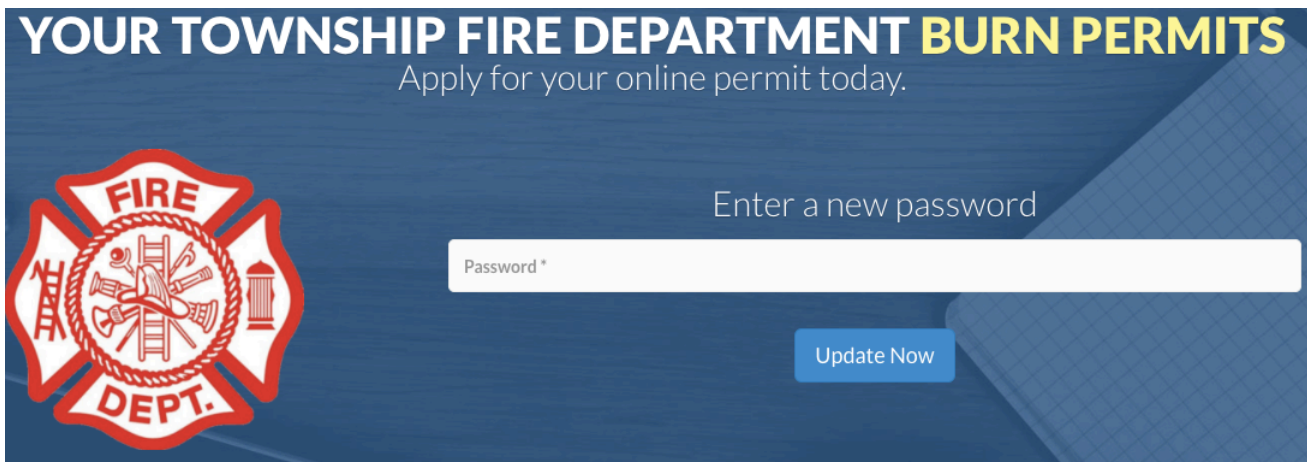 YOUR TOWNSHIP FIRE DEPARTMENT BURN PERMITS
Apply for your online permit today.
FIRE
DEPT.
Enter a new password
Password *
Update Now